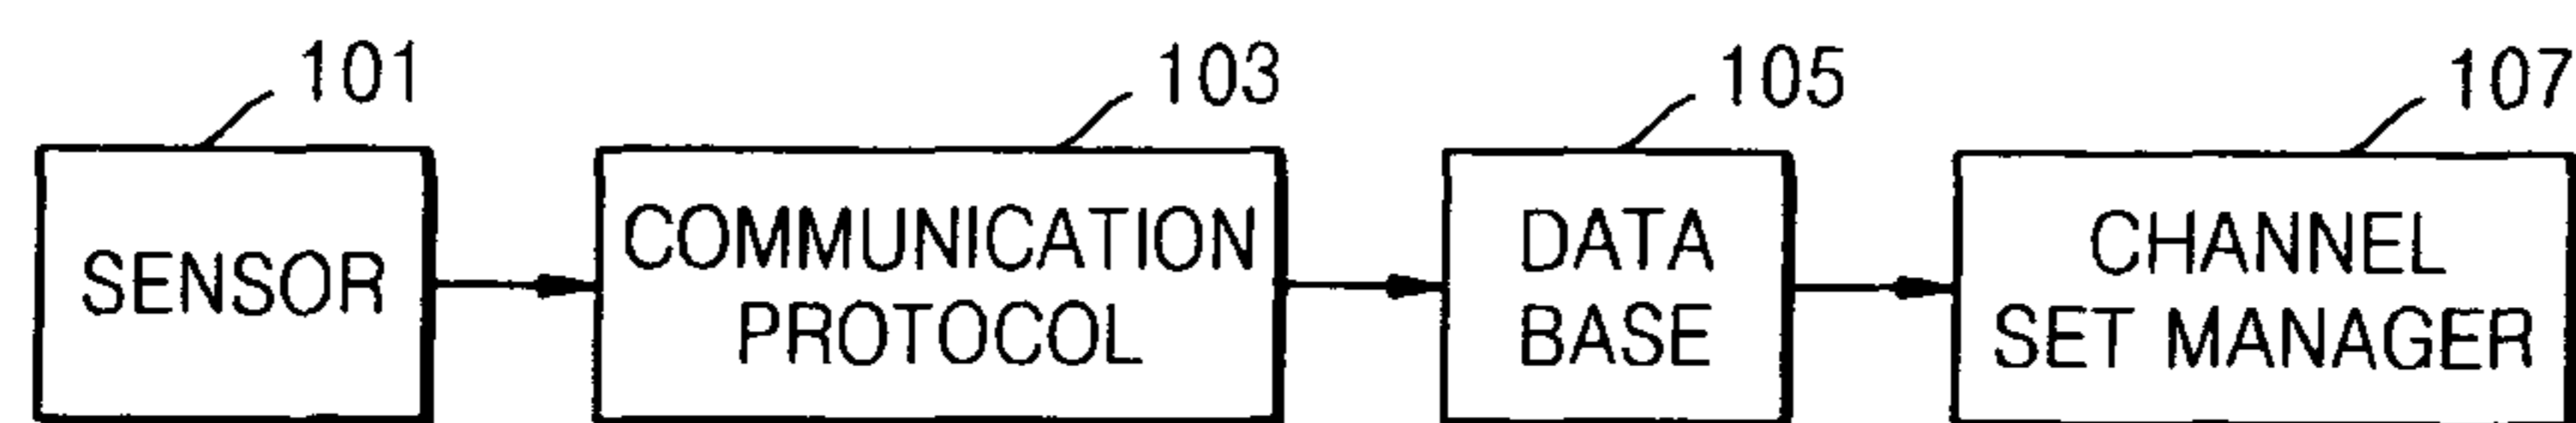 101
103
105
107
SENSOR
COMMUNICATION
PROTOCOL
DATA
BASE
CHANNEL
SET MANAGER